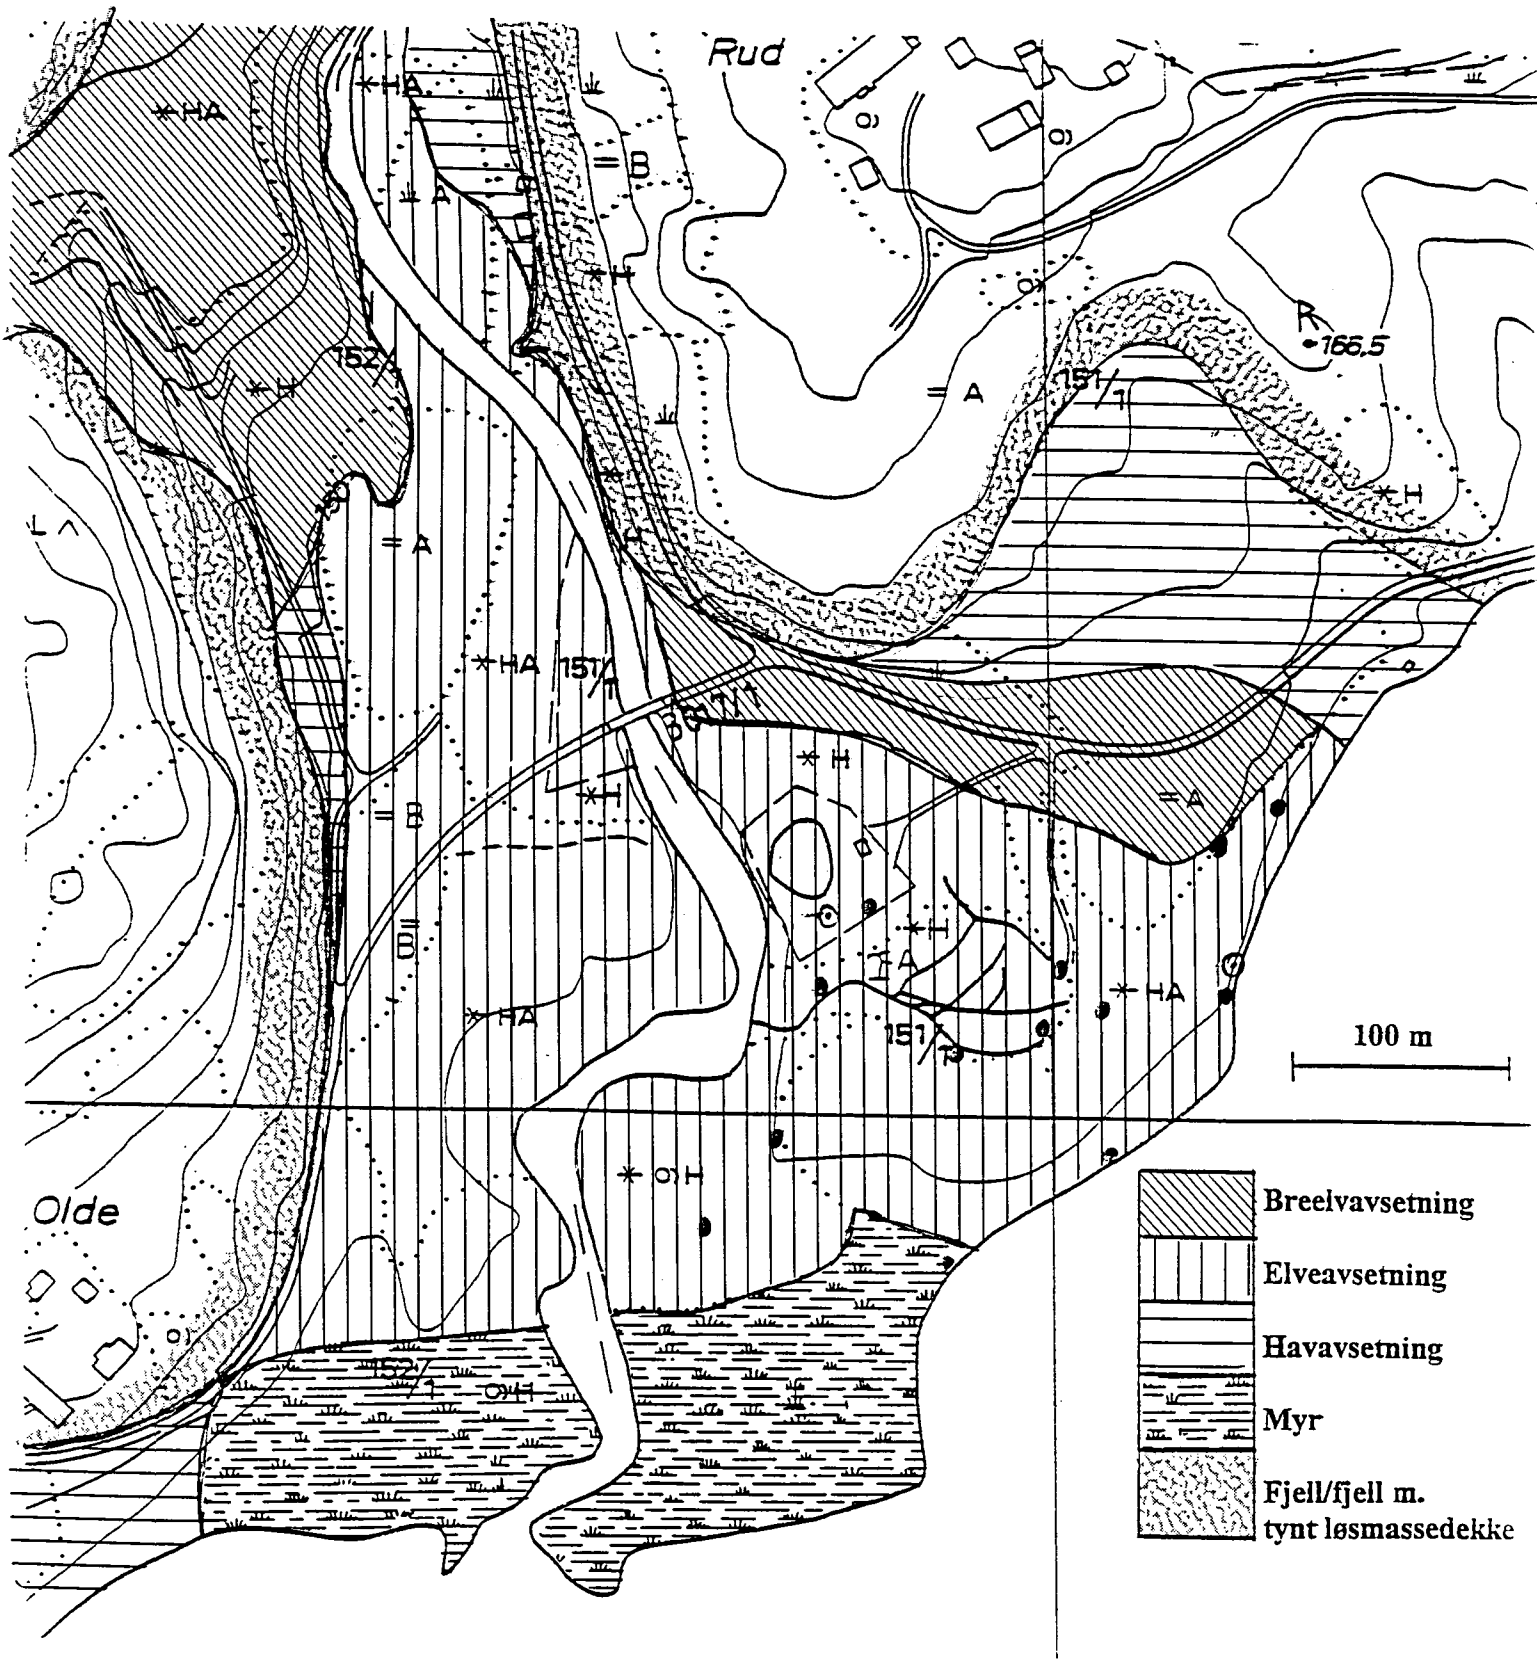 Rud
HA
HA
A
B
H
R
166,5
152/1
H
A
151/1
H
L
A
H
HA
151/1
H
A
B
H
B
H
A
HA
HA
151/1
100 m
H
Olde
152/1
Breelvavsetning
Elveavsetning
Havavsetning
Myr
Fjell/fjell m.
tynt løsmassedekke